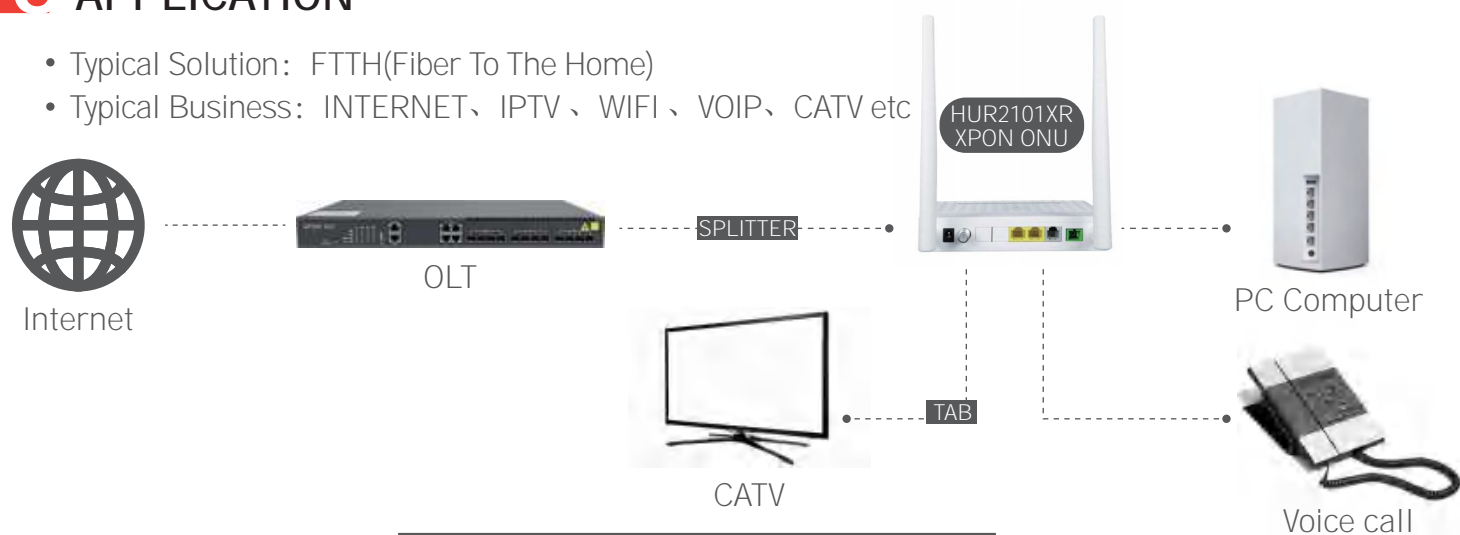 APPLICATION
• Typical Solution：FTTH(Fiber To The Home)
• Typical Business：INTERNET、IPTV 、WIFI 、VOIP、CATV etc
HUR2101XR
XPON ONU
SPLITTER
OLT
Internet
PC Computer
TAB
CATV
Voice call